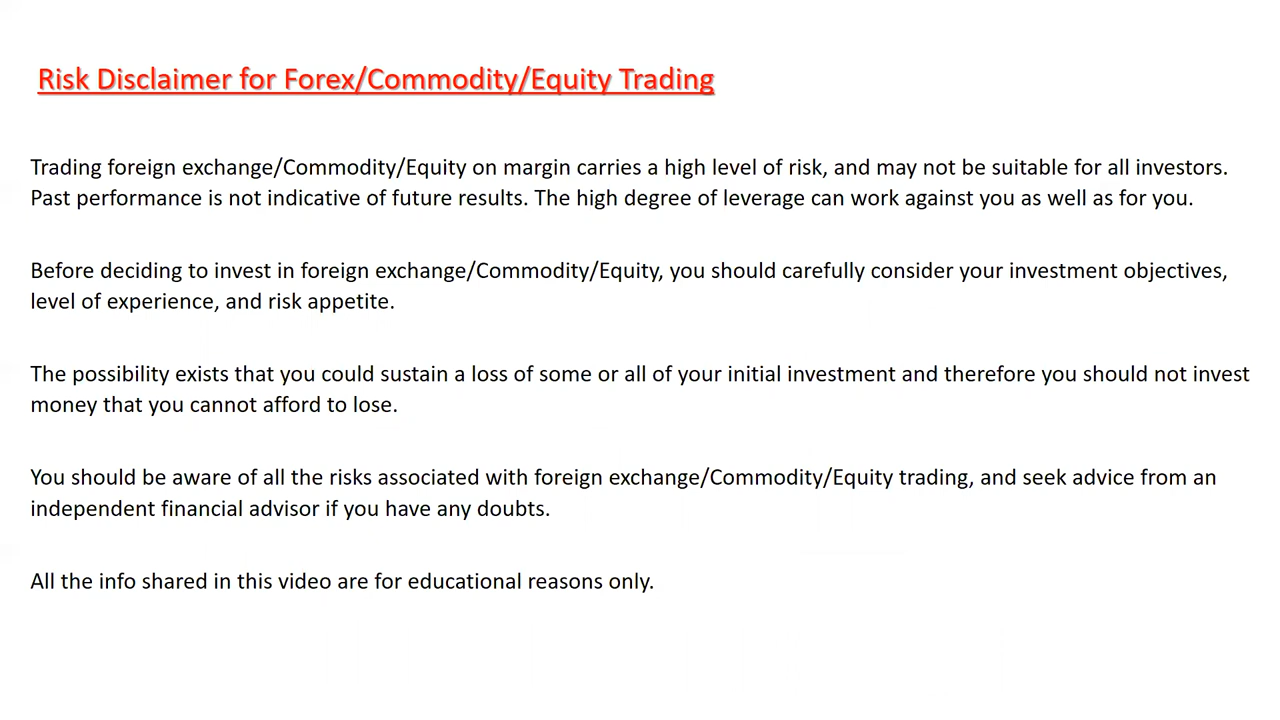 Risk Disclaimer for Forex/Commodity/Equity Trading
Trading foreign exchange/Commodity/Equity on margin carries a high level of risk, and may not be suitable for all investors.
Past performance is not indicative of future results. The high degree of leverage can work against you as well as for you.
Before deciding to invest in foreign exchange/Commodity/Equity, you should carefully consider your investment objectives,
level of experience, and risk appetite.
The possibility exists that you could sustain a loss of some or all of your initial investment and therefore you should not invest
money that you cannot afford to lose.
You should be aware of all the risks associated with foreign exchange/Commodity/Equity trading, and seek advice from an
independent financial advisor if you have any doubts.
All the info shared in this video are for educational reasons only.